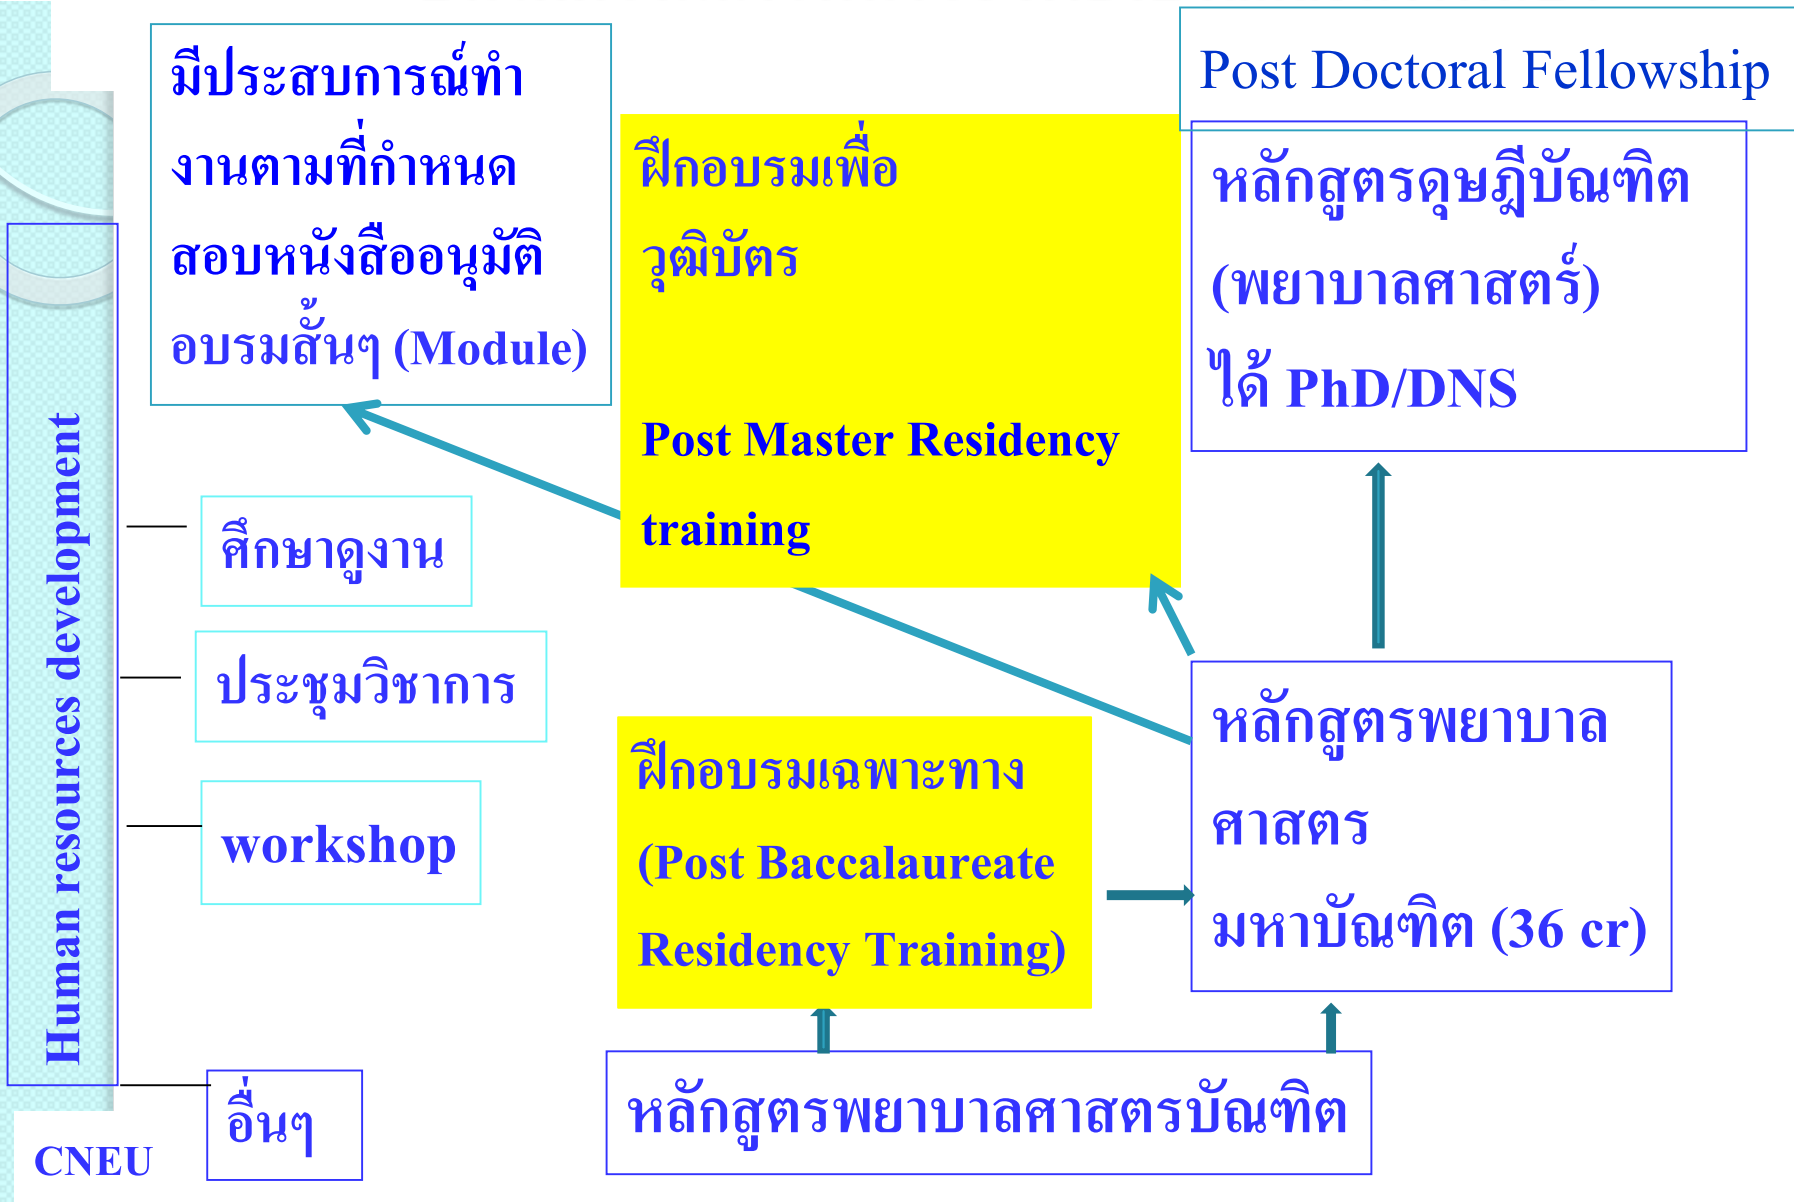 มีประสบการณ์ทำ
งานตามที่กำหนด
สอบหนังสืออนุมัติ
อบรมสั้นๆ (Module)
ฝึกอบรมเพื่อ
วุฒิบัตร
Post Master Residency
training
Post Doctoral Fellowship
หลักสูตรดุษฎีบัณฑิต
(พยาบาลศาสตร์)
ได้ PhD/DNS
Human resources development
ศึกษาดูงาน
ประชุมวิชาการ
workshop
อื่นๆ
ฝึกอบรมเฉพาะทาง
(Post Baccalaureate
Residency Training)
หลักสูตรพยาบาล
ศาสตร
มหาบัณฑิต (36 cr)
หลักสูตรพยาบาลศาสตรบัณฑิต
CNEU